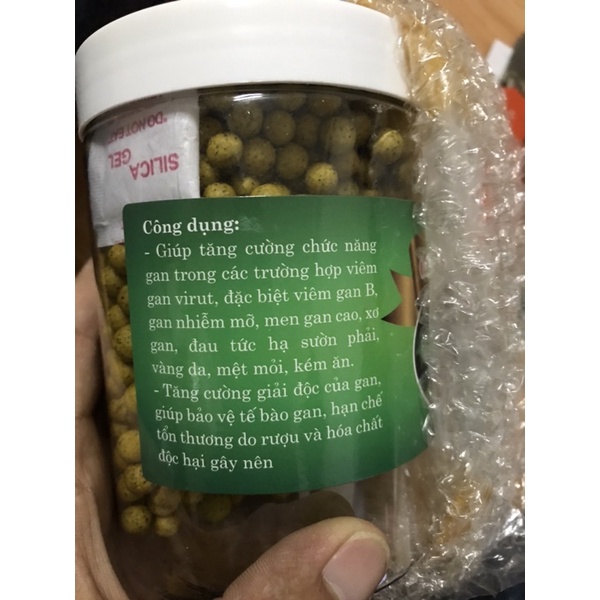 SILICA
GEL
"DO NOT EAT"
Công dụng:
- Giúp tăng cường chức năng
gan trong các trường hợp viêm
gan virut, đặc biệt viêm gan B,
gan nhiễm mỡ, men gan cao, xơ
gan, đau tức hạ sườn phải,
vàng da, mệt mỏi, kém ăn.
- Tăng cường giải độc của gan,
giúp bảo vệ tế bào gan, hạn chế
tổn thương do rượu và hóa chất
độc hại gây nên